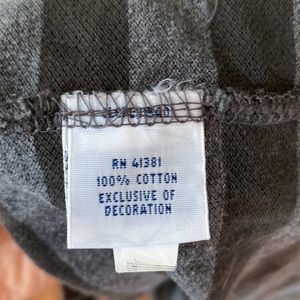 RN 41381
100% COTTON
EXCLUSIVE OF
DECORATION